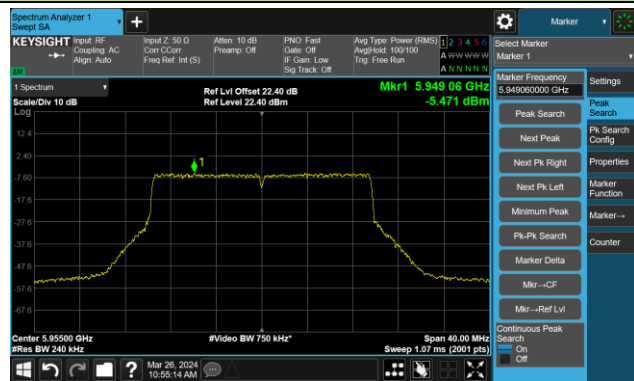 Spectrum Analyzer 1
Swept SA
Marker
KEYSIGHT
Input: RF
Coupling: AC
Align: Auto
Input Z: 50 Ω
Corr CCorr
Freq Ref: Int (S)
Atten: 10 dB
Preamp: Off
PNO: Fast
Gate: Off
IF Gain: Low
Sig Track: Off
Avg Type: Power (RMS)
Avg|Hold: 100/100
Trig: Free Run
1 2 3 4 5 6
A W W W W W
A N N N N N
LVI
Select Marker
Marker 1
1 Spectrum
Scale/Div 10 dB
Log
Ref Lvl Offset 22.40 dB
Ref Level 22.40 dBm
Mkr1 5.949 06 GHz
-5.471 dBm
12.4
2.40
-7.60
-17.6
-27.6
-37.6
-47.6
-57.6
-67.6
1
Center 5.95500 GHz
#Res BW 240 kHz
#Video BW 750 kHz*
Span 40.00 MHz
Sweep 1.07 ms (2001 pts)
Marker Frequency
5.949060000 GHz
Peak Search
Next Peak
Next Pk Right
Next Pk Left
Minimum Peak
Pk-Pk Search
Marker Delta
Mkr→CF
Mkr→Ref Lvl
Continuous Peak
Search
On
Off
Settings
Peak
Search
Pk Search
Config
Properties
Marker
Function
Marker→
Counter
?
Mar 26, 2024
10:55:14 AM